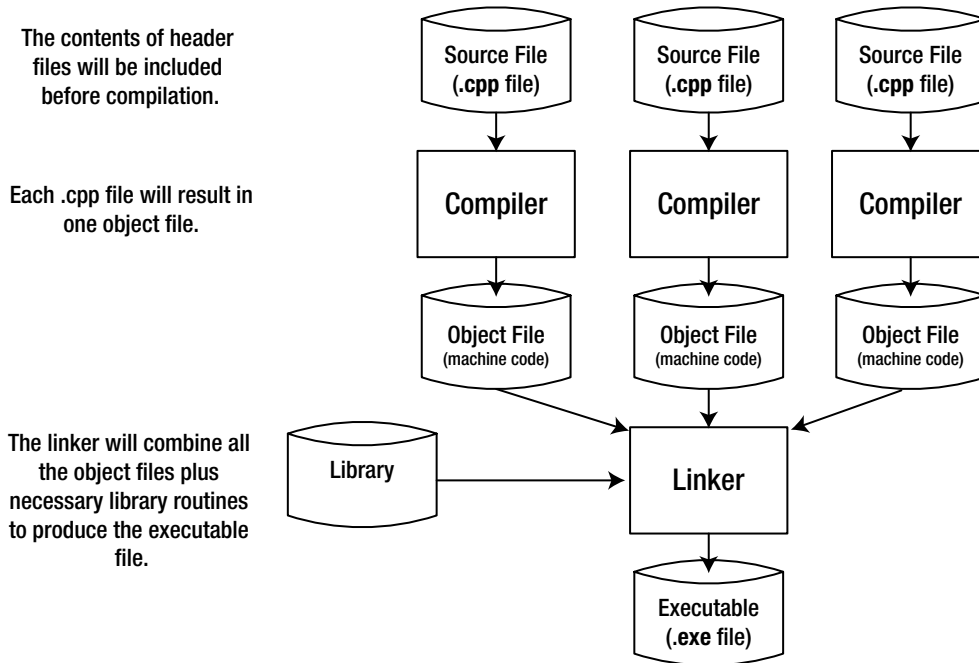 The contents of header
files will be included
before compilation.
Source File
(.cpp file)
Source File
(.cpp file)
Source File
(.cpp file)
Each .cpp file will result in
one object file.
Compiler
Compiler
Compiler
Object File
(machine code)
Object File
(machine code)
Object File
(machine code)
The linker will combine all
the object files plus
necessary library routines
to produce the executable
file.
Library
Linker
Executable
(.exe file)